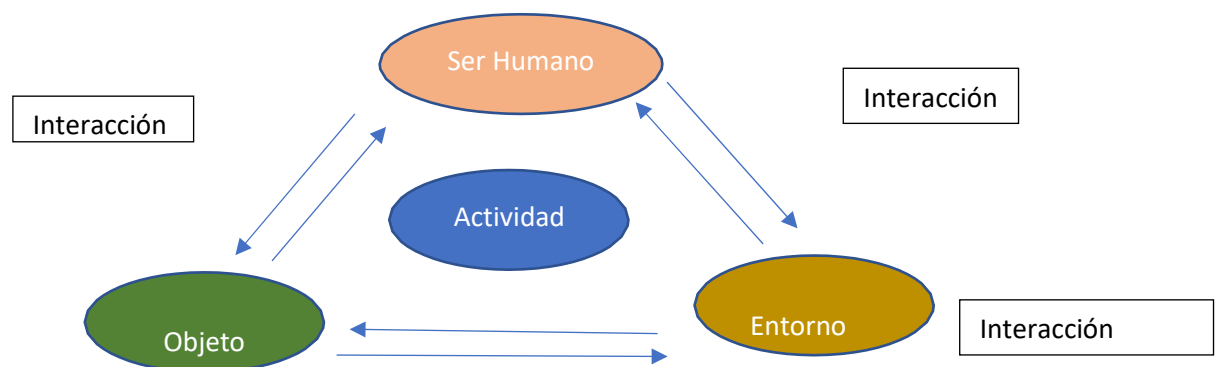 Ser Humano
Interacción
Interacción
Actividad
Objeto
Entorno
Interacción